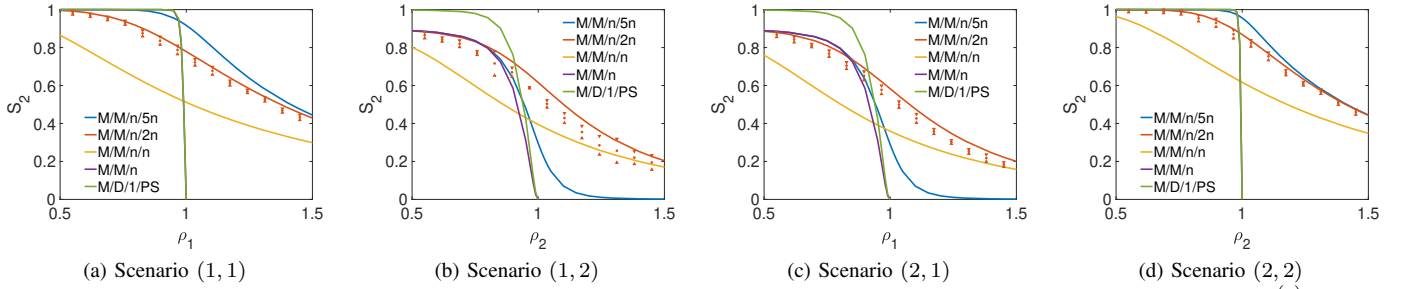 1
0.8
0.6
0.4
0.2
0
S2
M/M/n/5n
M/M/n/2n
M/M/n/n
M/M/n
M/D/1/PS
0.5 1 1.5
ρ1
(a) Scenario (1, 1)
1
0.8
0.6
0.4
0.2
0
S2
M/M/n/5n
M/M/n/2n
M/M/n/n
M/M/n
M/D/1/PS
0.5 1 1.5
ρ2
(b) Scenario (1, 2)
1
0.8
0.6
0.4
0.2
0
S2
M/M/n/5n
M/M/n/2n
M/M/n/n
M/M/n
M/D/1/PS
0.5 1 1.5
ρ1
(c) Scenario (2, 1)
1
0.8
0.6
0.4
0.2
0
S2
M/M/n/5n
M/M/n/2n
M/M/n/n
M/M/n
M/D/1/PS
0.5 1 1.5
ρ2
(d) Scenario (2, 2)